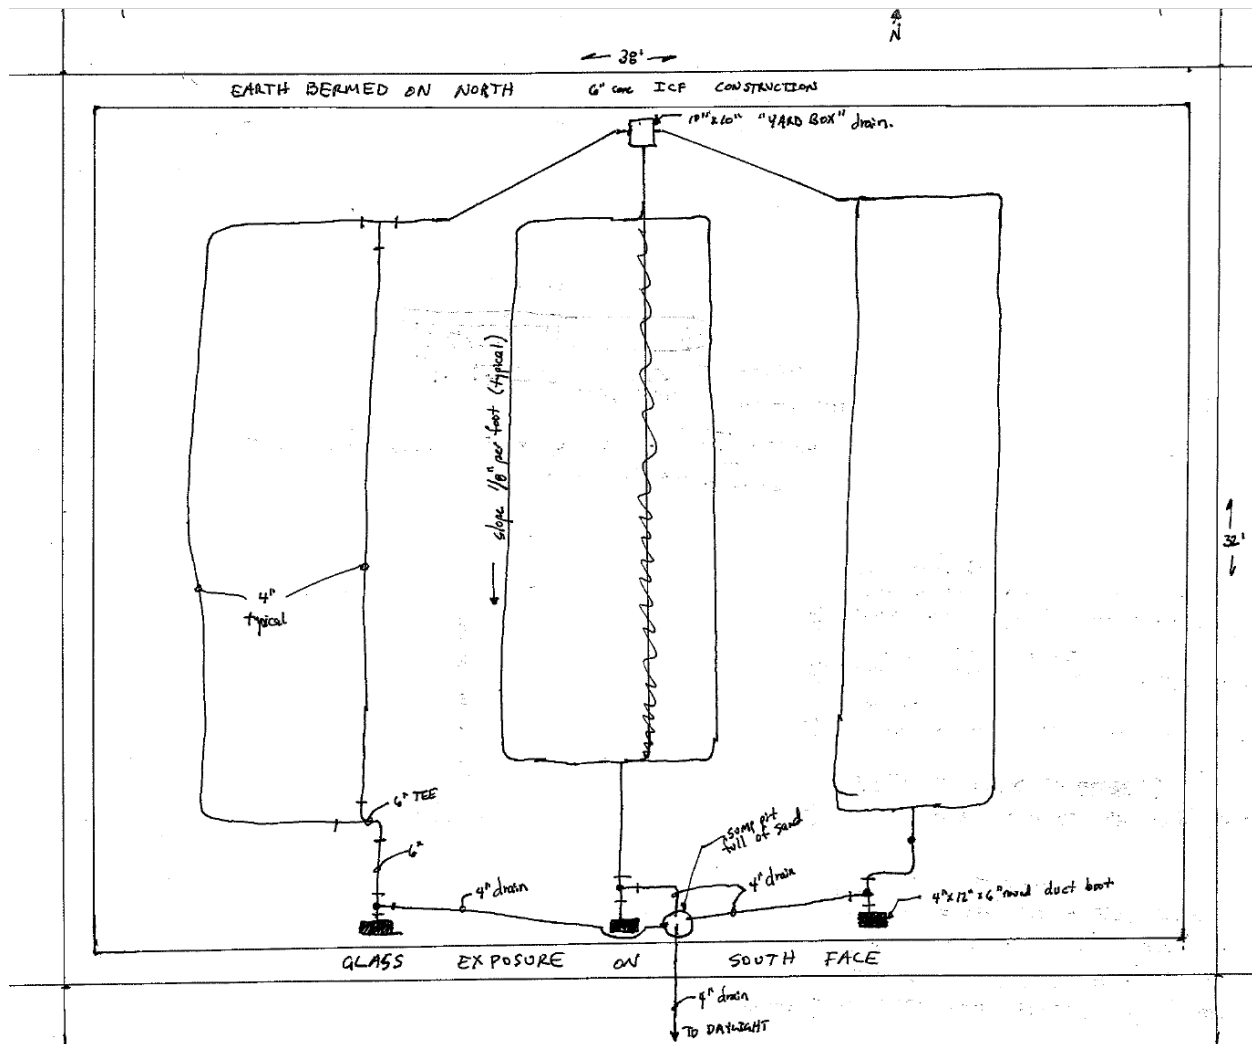 N
38'
EARTH BERMED ON NORTH 6" core ICF CONSTRUCTION
10"x10" "YARD BOX" drain.
slope 1/8" per foot (typical)
32'
4"
typical
6" TEE
6"
sump pit
full of sand
4" drain
4" drain
4"x12"x6" duct boot
GLASS EXPOSURE ON SOUTH FACE
4" drain
TO DAYLIGHT